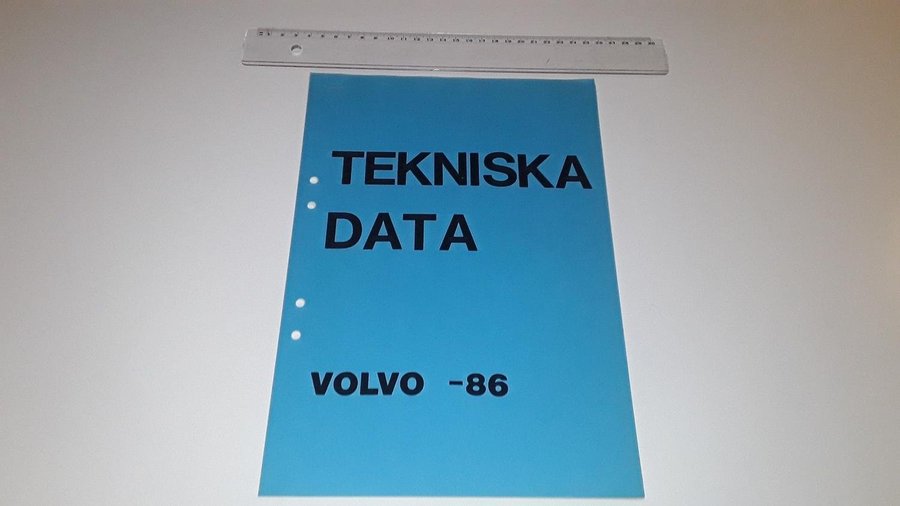 TEKNISKA
DATA
VOLVO -86